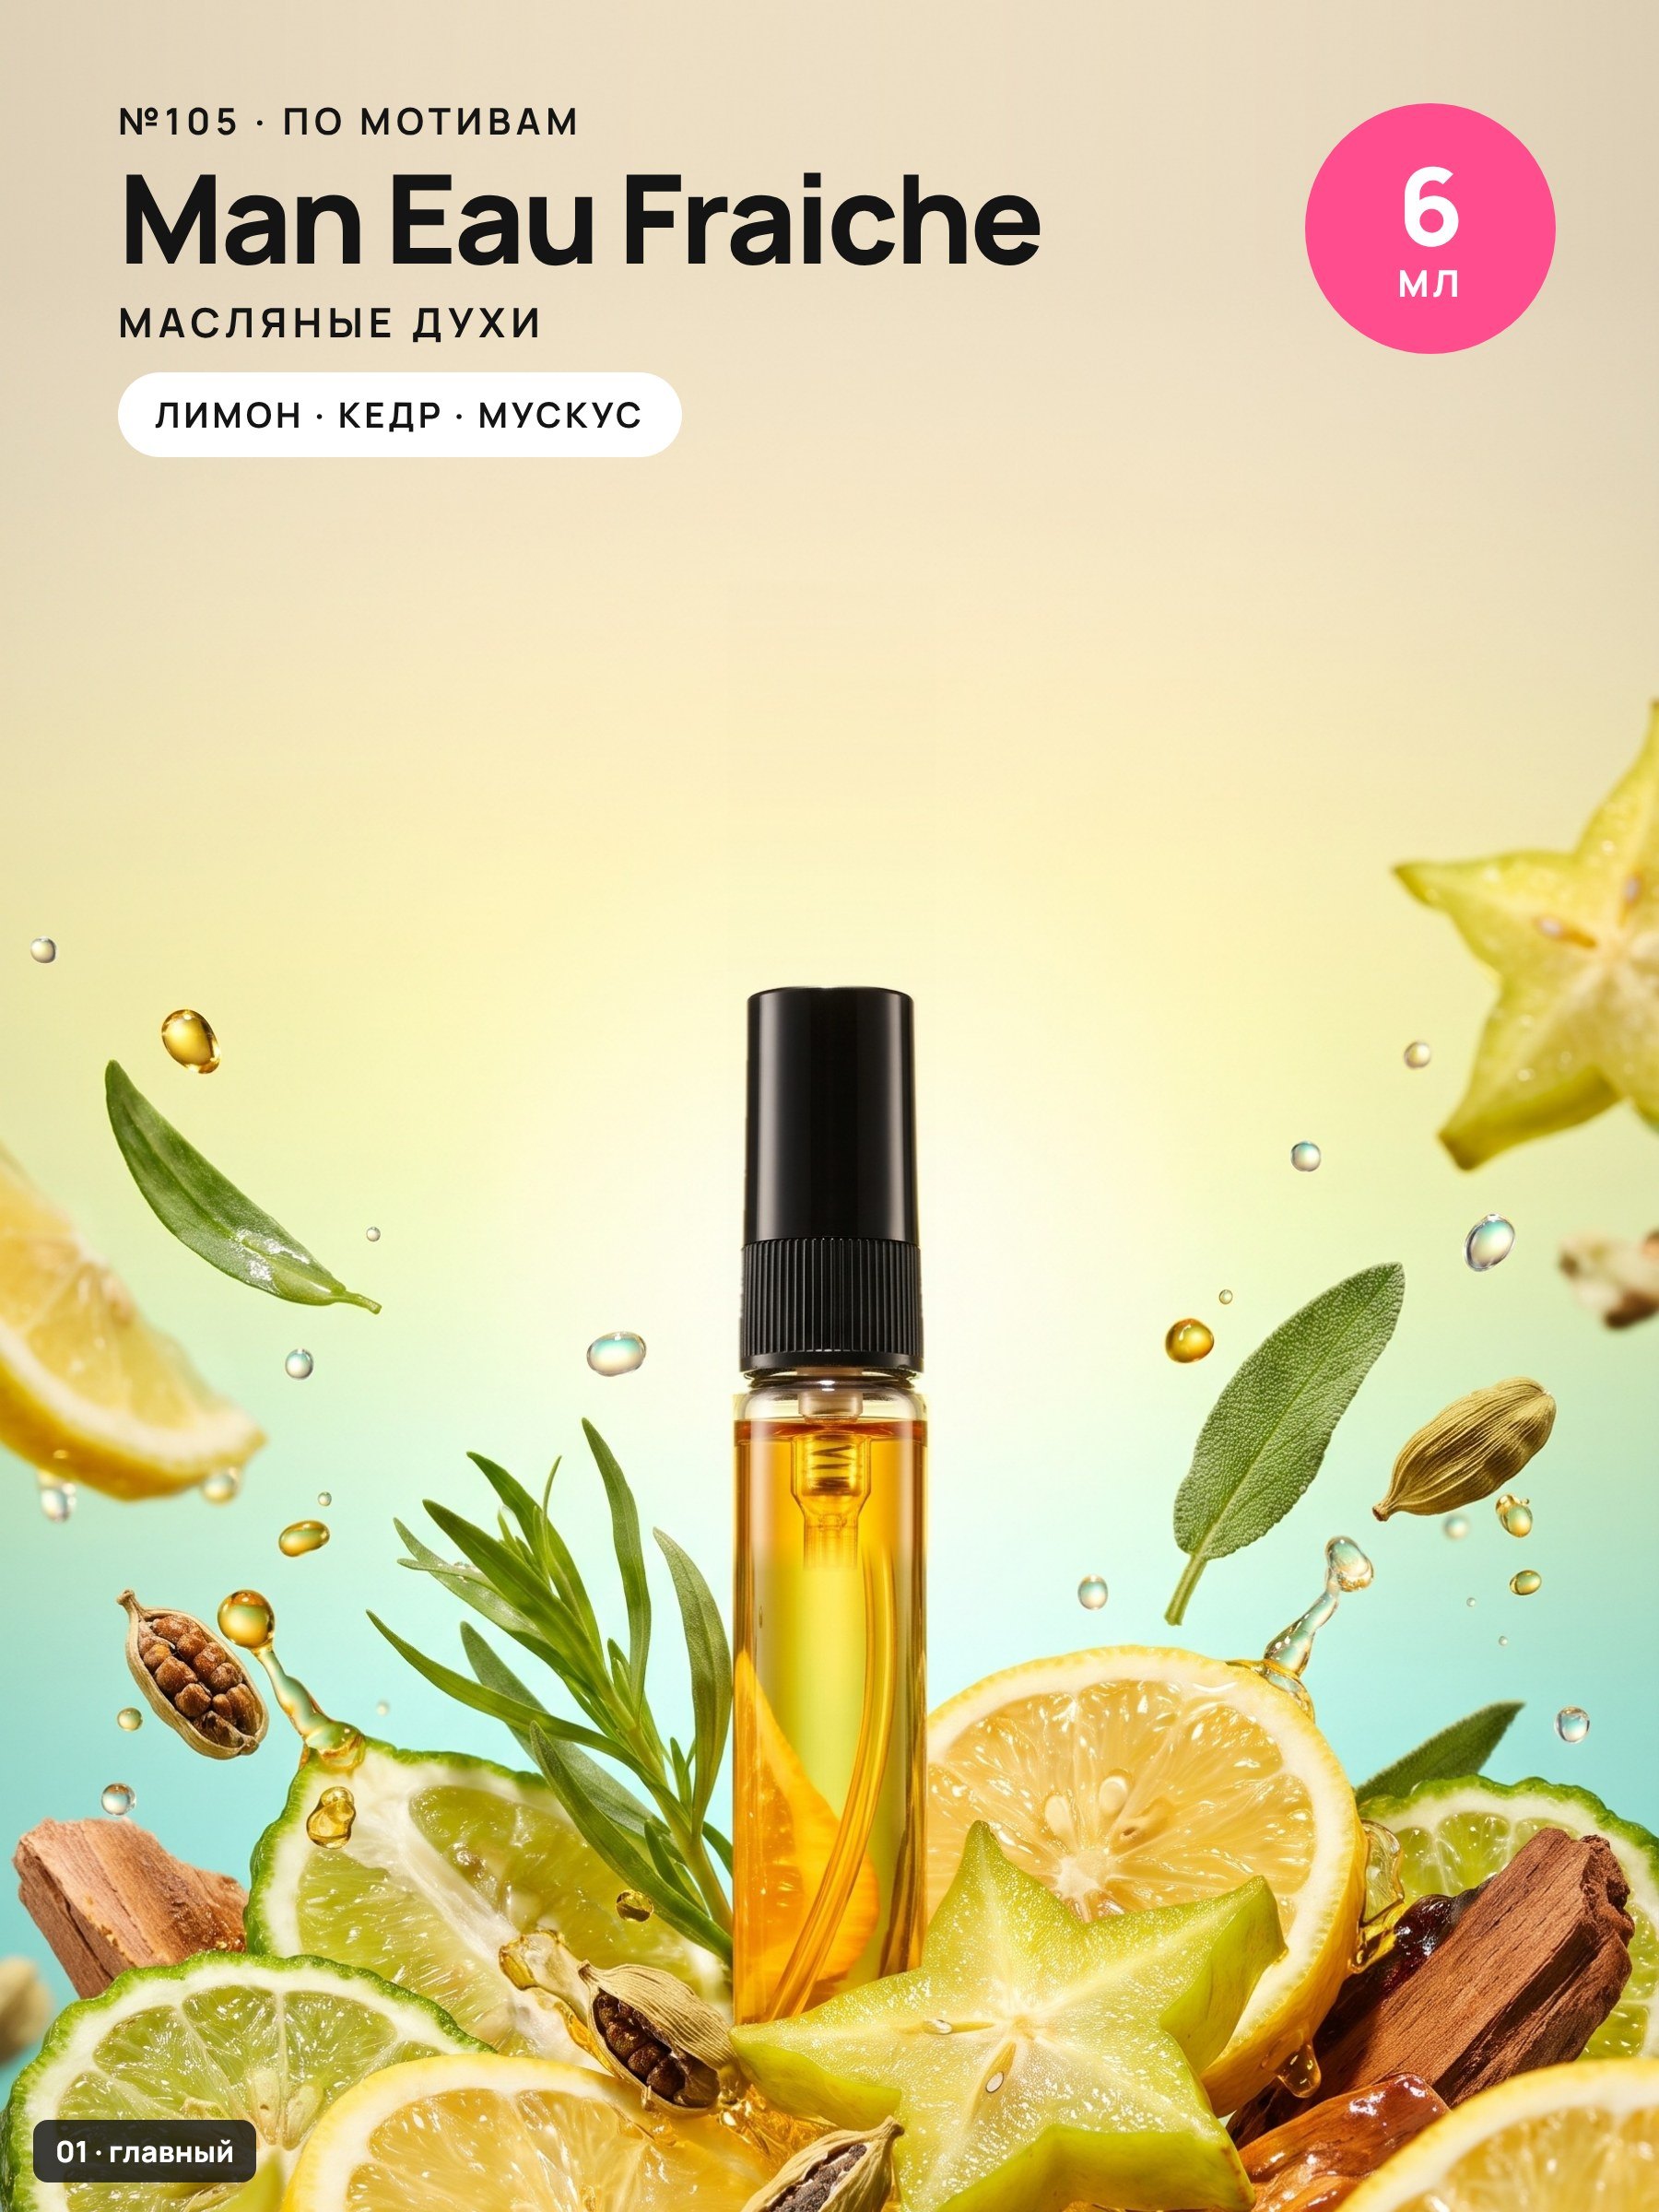 №105 · ПО МОТИВАМ
Man Eau Fraiche
МАСЛЯНЫЕ ДУХИ
ЛИМОН · КЕДР · МУСКУС
6
МЛ
01 · главный